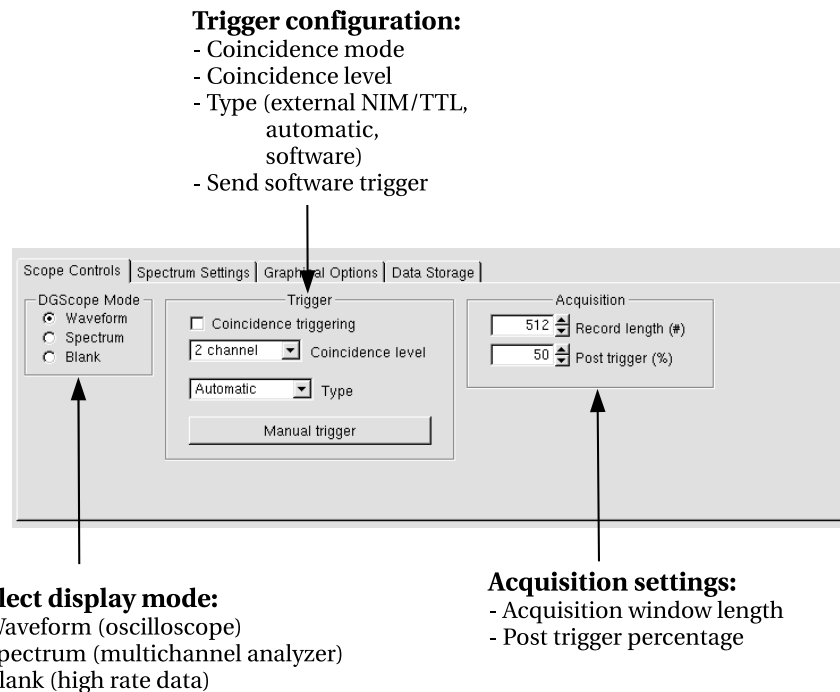 Trigger configuration:
- Coincidence mode
- Coincidence level
- Type (external NIM/TTL,
automatic,
software)
- Send software trigger
Scope Controls Spectrum Settings Graphical Options Data Storage
DGScope Mode
Waveform
Spectrum
Blank
Trigger
Coincidence triggering
2 channel Coincidence level
Automatic Type
Manual trigger
Acquisition
512 Record length (#)
50 Post trigger (%)
lect display mode:
Waveform (oscilloscope)
pectrum (multichannel analyzer)
lank (high rate data)
Acquisition settings:
- Acquisition window length
- Post trigger percentage